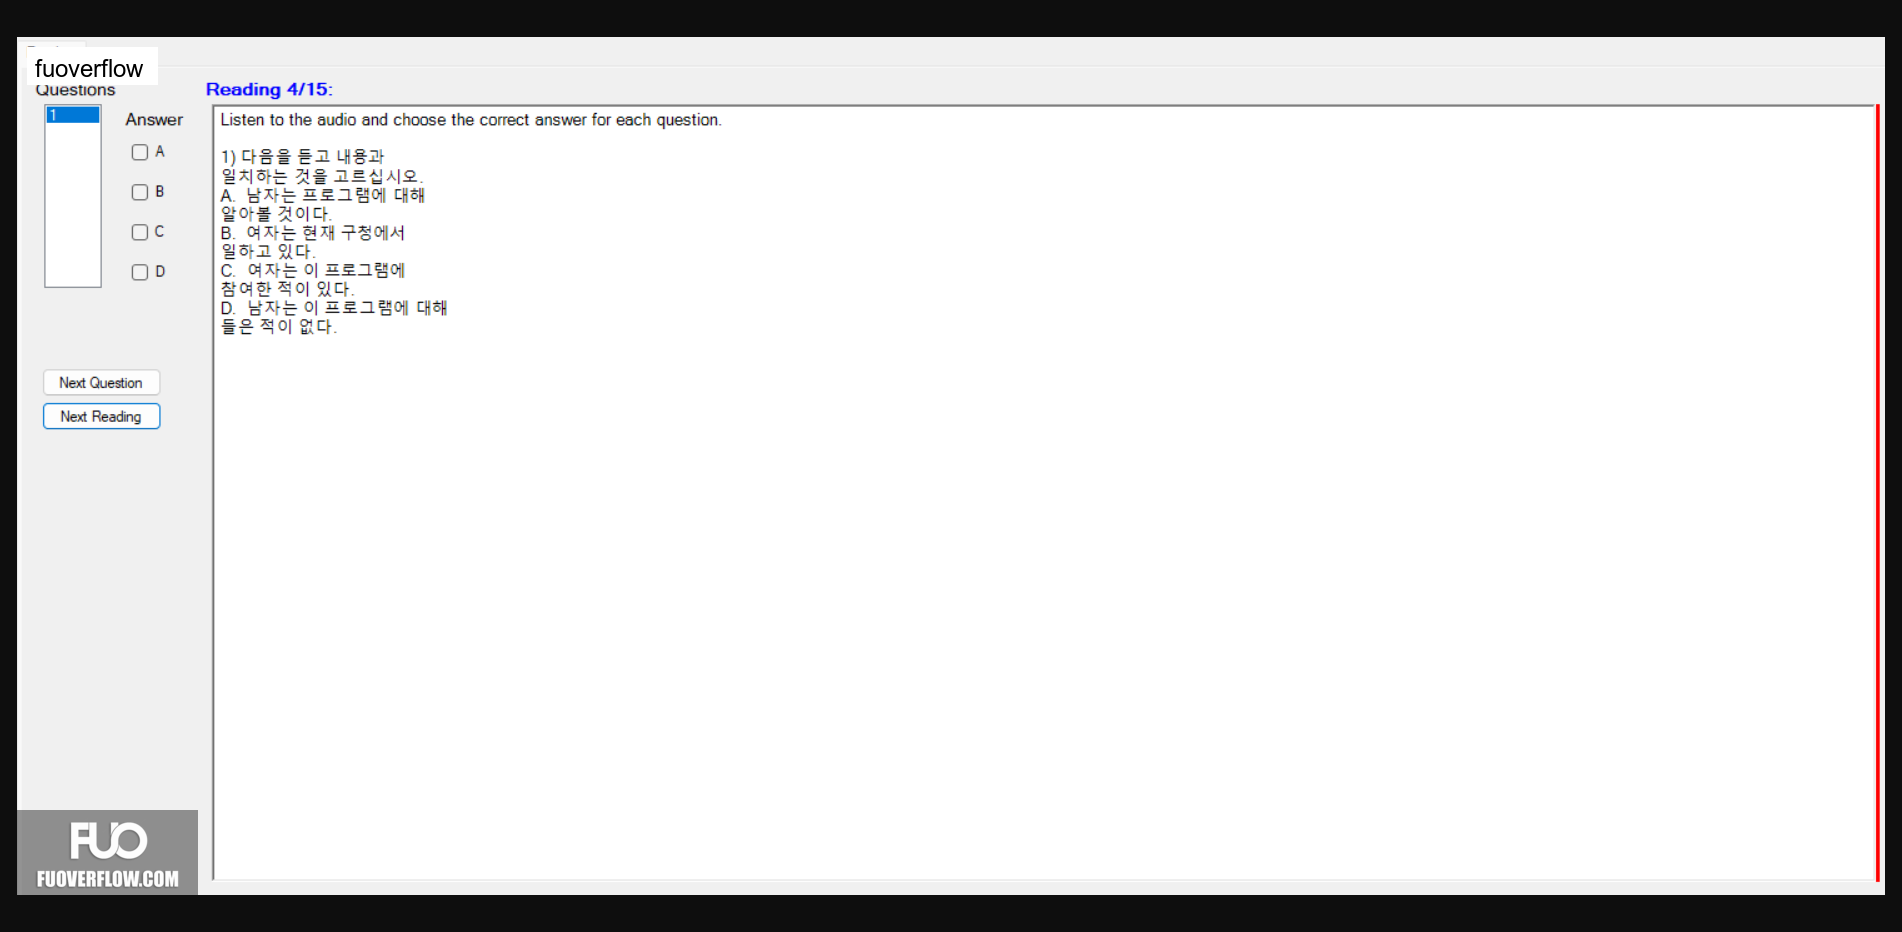 fuoverflow
Questions
Reading 4/15:
1
Answer
A
B
C
D
Next Question
Next Reading
Listen to the audio and choose the correct answer for each question.
1) 다음을 듣고 내용과
일치하는 것을 고르십시오.
A. 남자는 프로그램에 대해
알아볼 것이다.
B. 여자는 현재 구청에서
일하고 있다.
C. 여자는 이 프로그램에
참여한 적이 있다.
D. 남자는 이 프로그램에 대해
들은 적이 없다.
FUO
FUOVERFLOW.COM